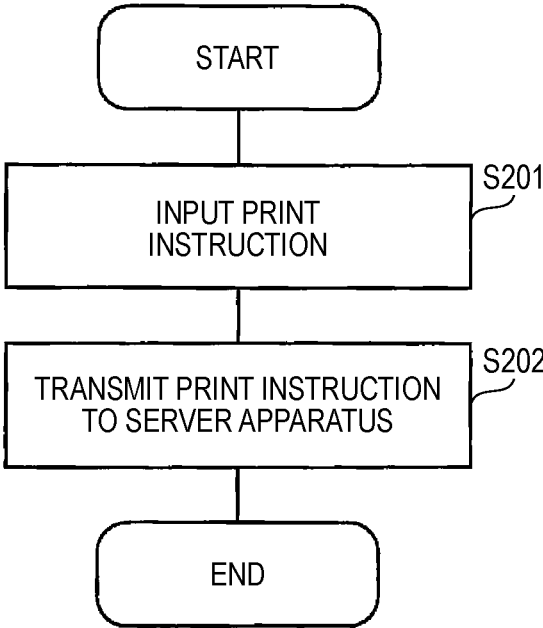 START
S201
INPUT PRINT
INSTRUCTION
S202
TRANSMIT PRINT INSTRUCTION
TO SERVER APPARATUS
END